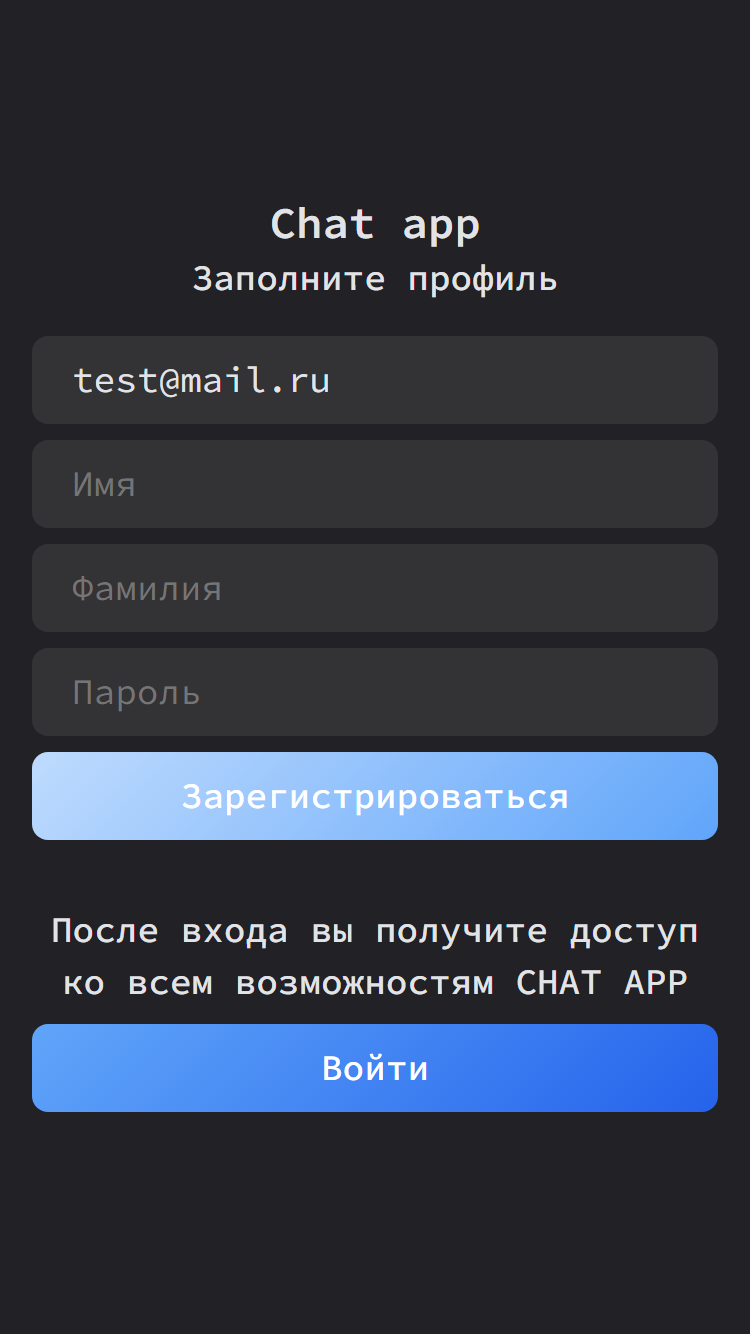 Chat app
Заполните профиль
test@mail.ru
Имя
Фамилия
Пароль
Зарегистрироваться
После входа вы получите доступ
ко всем возможностям CHAT APP
Войти